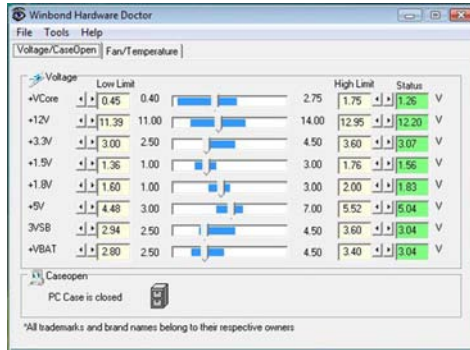 Winbond Hardware Doctor
File Tools Help
Voltage/CaseOpen Fan/Temperature
Voltage Low Limit High Limit Status
+VCore 0.45 0.40 2.75 1.75 1.26 V
+12V 11.39 11.00 14.00 12.95 12.20 V
+3.3V 3.00 2.50 4.50 3.60 3.07 V
+1.5V 1.36 1.00 3.00 1.76 1.56 V
+1.8V 1.60 1.00 3.00 2.00 1.83 V
+5V 4.48 3.00 7.00 5.52 5.04 V
3VSB 2.94 2.50 4.50 3.60 3.04 V
+VBAT 2.80 2.50 4.50 3.40 3.04 V
Caseopen
PC Case is closed
*All trademarks and brand names belong to their respective owners